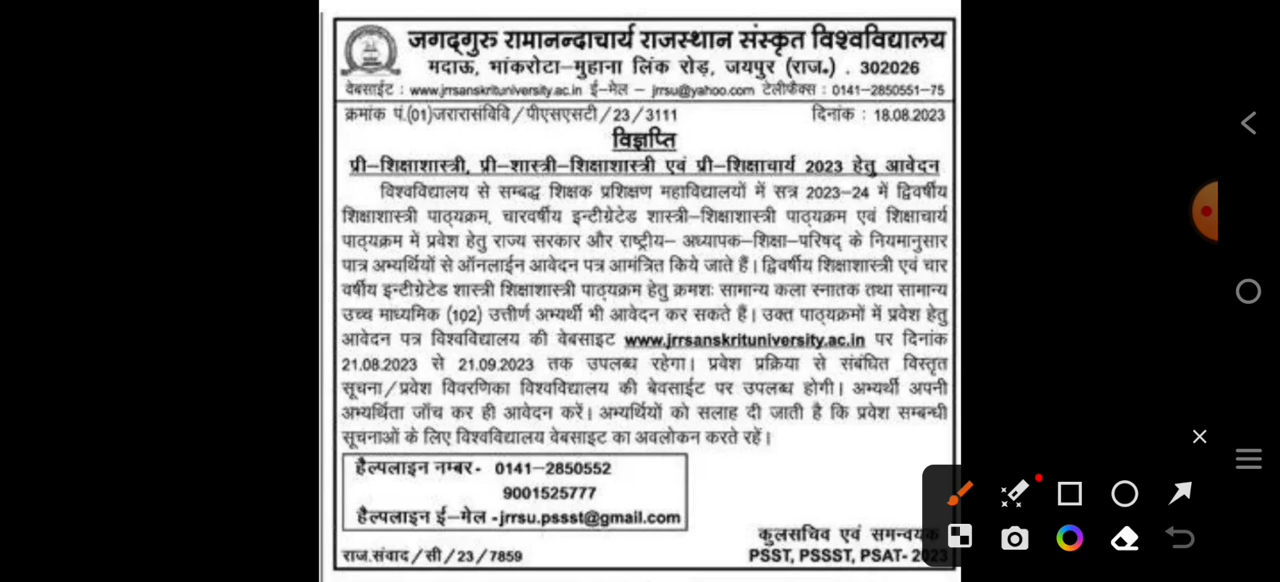 जगद्‌गुरु रामानन्दाचार्य राजस्थान संस्कृत विश्वविद्यालय
मदाऊ, भांकरोटा–मुहाना लिंक रोड़, जयपुर (राज.) . 302026
वेबसाईट : www.jrrsanskrituniversity.ac.in ई–मेल – jrrsu@yahoo.com टेलीफैक्स : 0141–2850551–75
क्रमांक पं.(01)जरारासंविवि/पीएसएसटी/23/3111 दिनांक : 18.08.2023
विज्ञप्ति
प्री–शिक्षाशास्त्री, प्री–शास्त्री–शिक्षाशास्त्री एवं प्री–शिक्षाचार्य 2023 हेतु आवेदन
विश्वविद्यालय से सम्बद्ध शिक्षक प्रशिक्षण महाविद्यालयों में सत्र 2023–24 में द्विवर्षीय
शिक्षाशास्त्री पाठ्यक्रम, चारवर्षीय इन्टीग्रेटेड शास्त्री–शिक्षाशास्त्री पाठ्यक्रम एवं शिक्षाचार्य
पाठ्यक्रम में प्रवेश हेतु राज्य सरकार और राष्ट्रीय– अध्यापक–शिक्षा–परिषद् के नियमानुसार
पात्र अभ्यर्थियों से ऑनलाईन आवेदन पत्र आमंत्रित किये जाते हैं। द्विवर्षीय शिक्षाशास्त्री एवं चार
वर्षीय इन्टीग्रेटेड शास्त्री शिक्षाशास्त्री पाठ्यक्रम हेतु क्रमशः सामान्य कला स्नातक तथा सामान्य
उच्च माध्यमिक (102) उत्तीर्ण अभ्यर्थी भी आवेदन कर सकते हैं। उक्त पाठ्यक्रमों में प्रवेश हेतु
आवेदन पत्र विश्वविद्यालय की वेबसाइट www.jrrsanskrituniversity.ac.in पर दिनांक
21.08.2023 से 21.09.2023 तक उपलब्ध रहेगा। प्रवेश प्रक्रिया से संबंधित विस्तृत
सूचना/प्रवेश विवरणिका विश्वविद्यालय की बेवसाईट पर उपलब्ध होगी। अभ्यर्थी अपनी
अभ्यर्थिता जाँच कर ही आवेदन करें। अभ्यर्थियों को सलाह दी जाती है कि प्रवेश सम्बन्धी
सूचनाओं के लिए विश्वविद्यालय वेबसाइट का अवलोकन करते रहें।
हैल्पलाइन नम्बर- 0141–2850552
9001525777
हैल्पलाइन ई–मेल -jrrsu.pssst@gmail.com
कुलसचिव एवं समन्वयक
राज.संवाद/सी/23/7859 PSST, PSSST, PSAT- 2023